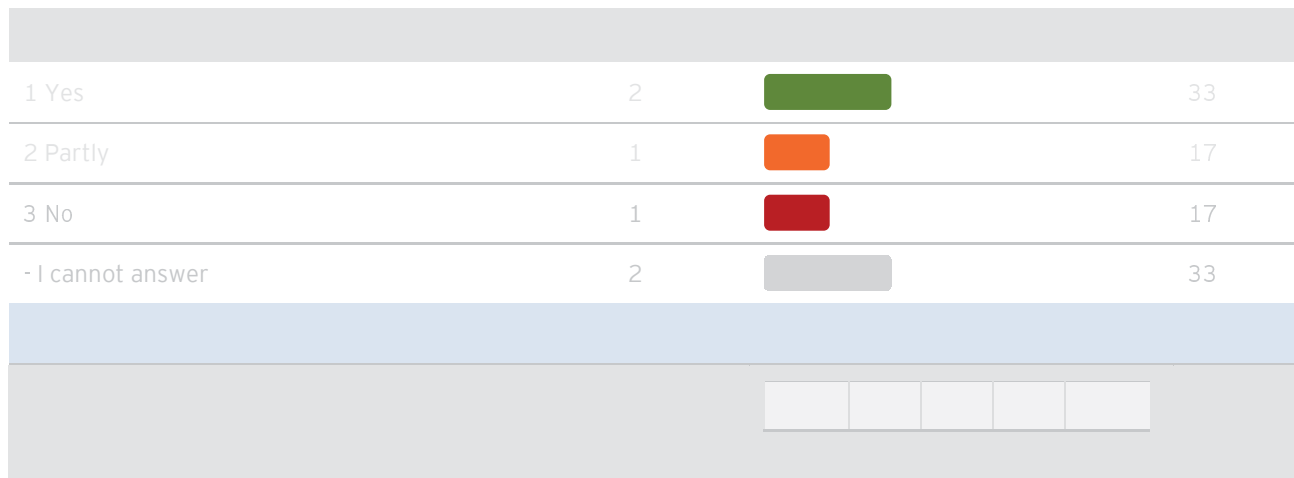 1 Yes 2 33
2 Partly 1 17
3 No 1 17
- I cannot answer 2 33